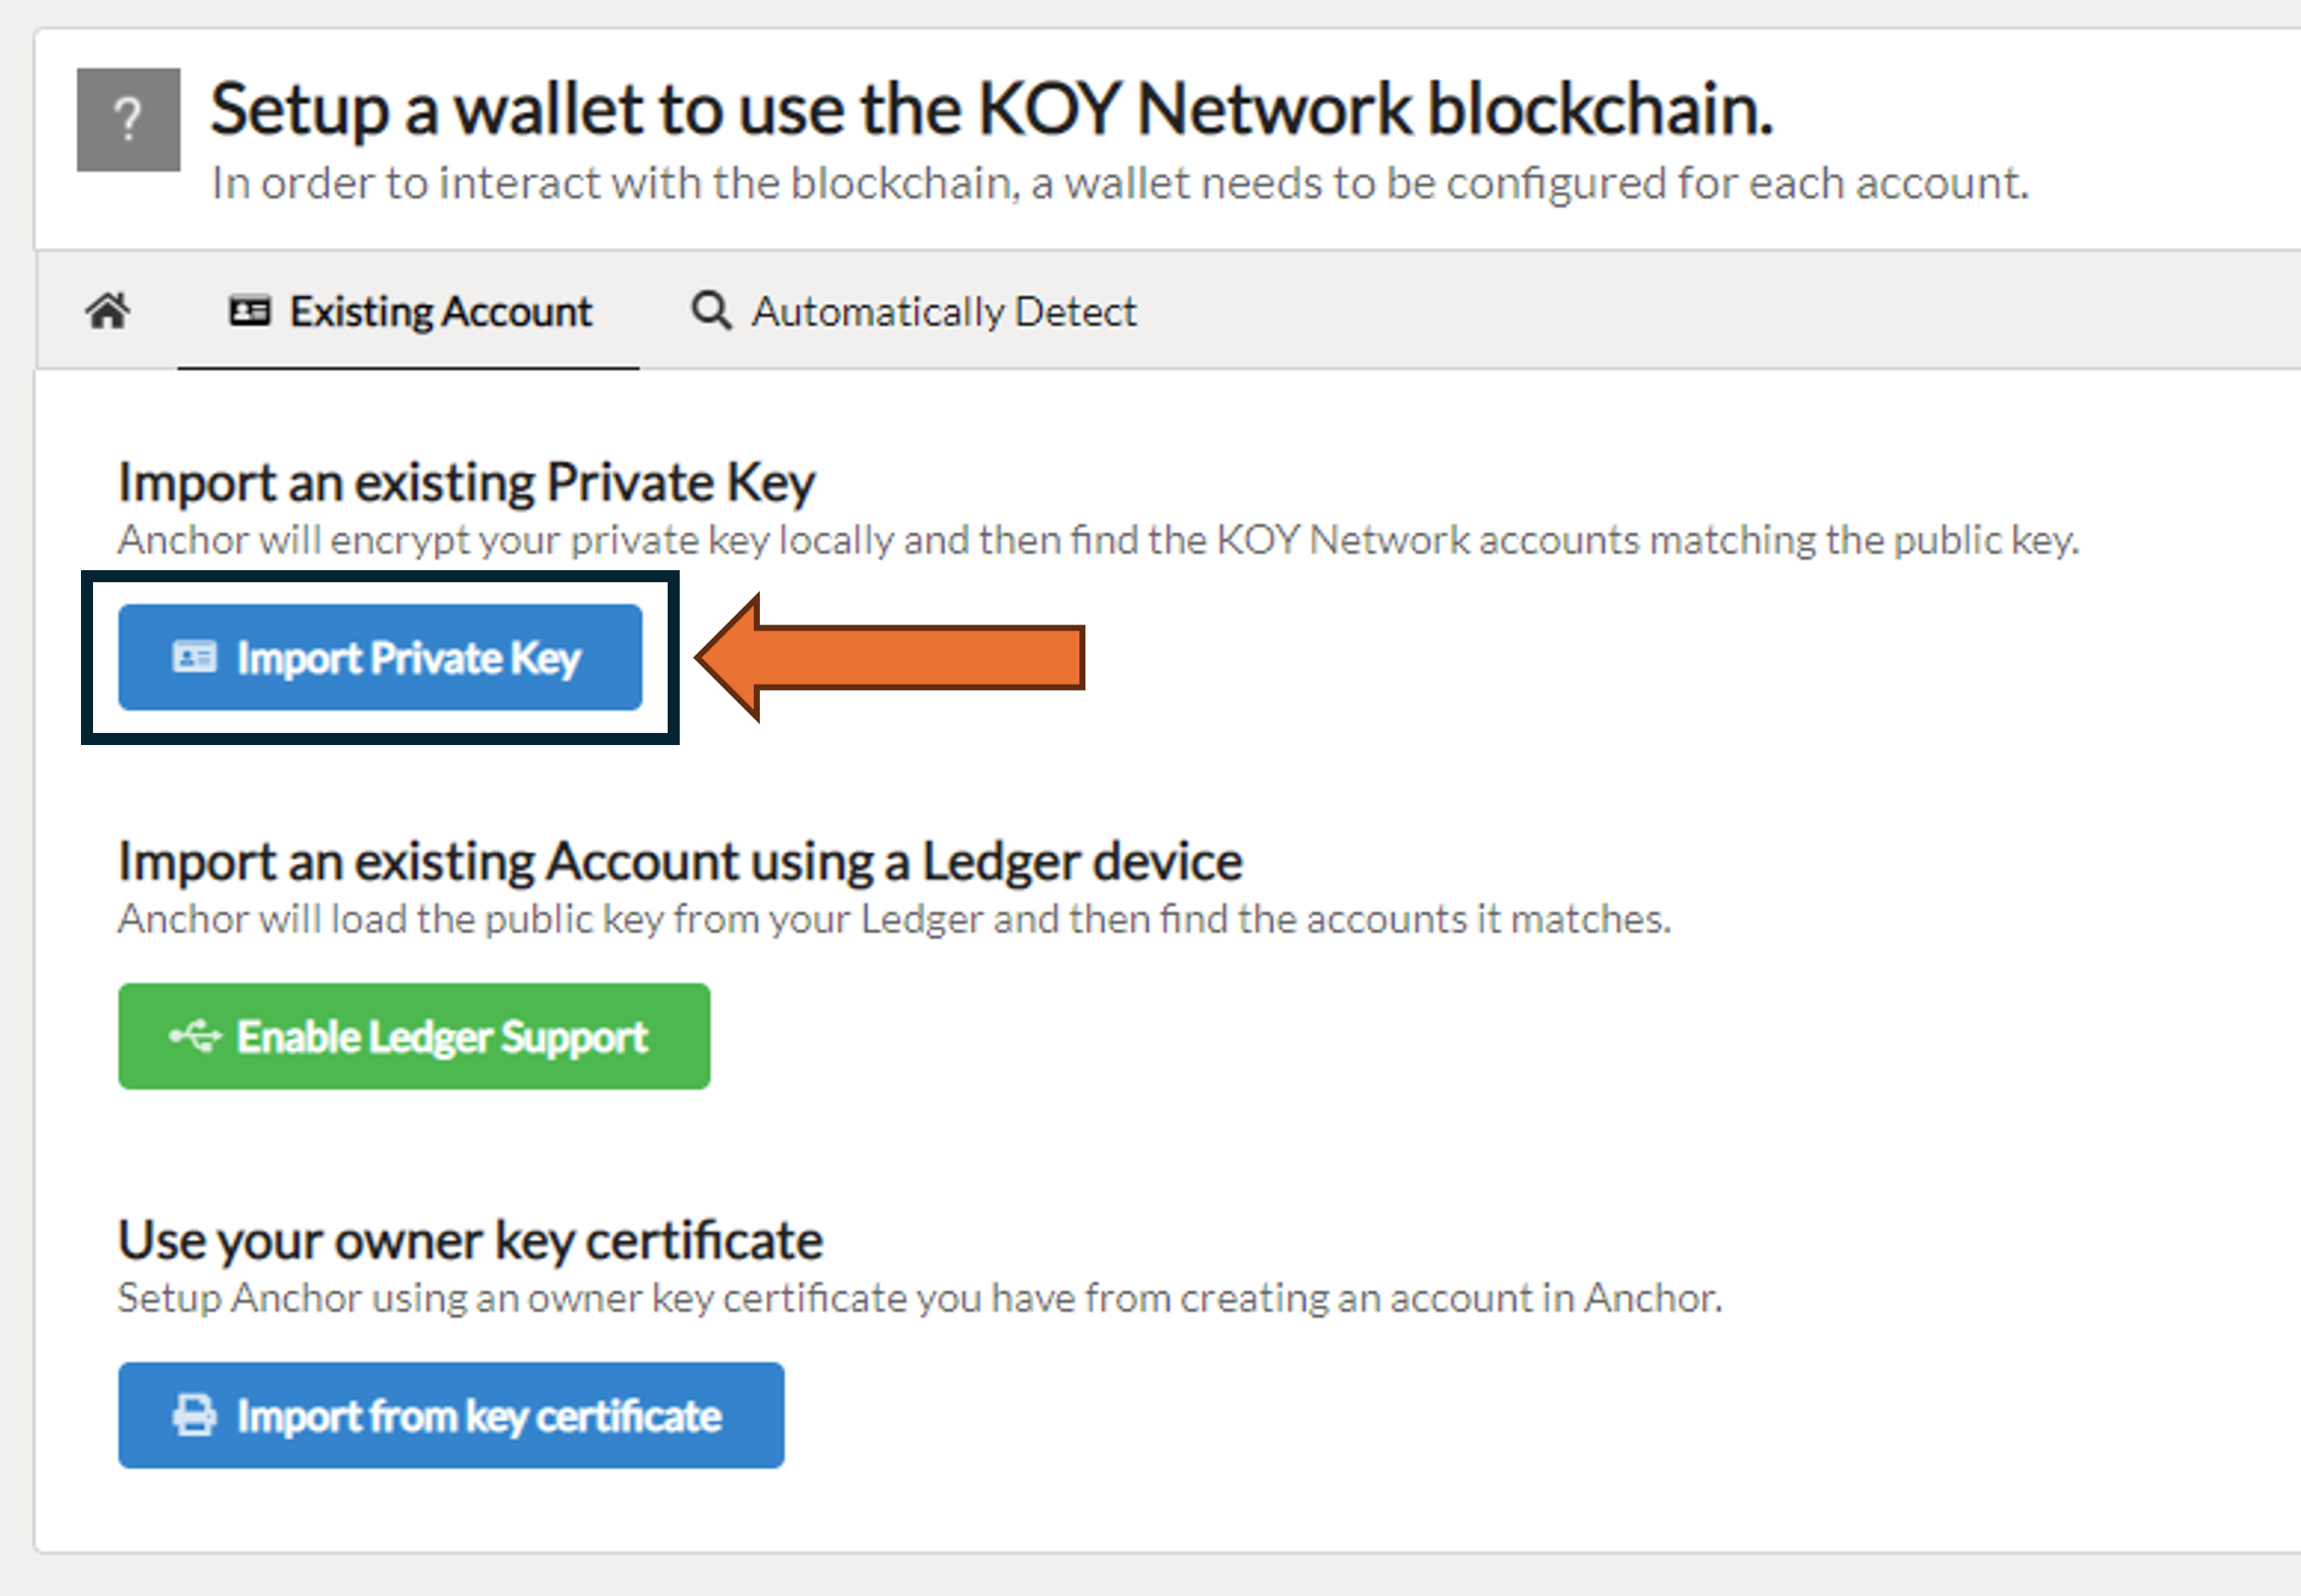 ?
Setup a wallet to use the KOY Network blockchain.
In order to interact with the blockchain, a wallet needs to be configured for each account.
Existing Account
Automatically Detect
Import an existing Private Key
Anchor will encrypt your private key locally and then find the KOY Network accounts matching the public key.
Import Private Key
Import an existing Account using a Ledger device
Anchor will load the public key from your Ledger and then find the accounts it matches.
Enable Ledger Support
Use your owner key certificate
Setup Anchor using an owner key certificate you have from creating an account in Anchor.
Import from key certificate